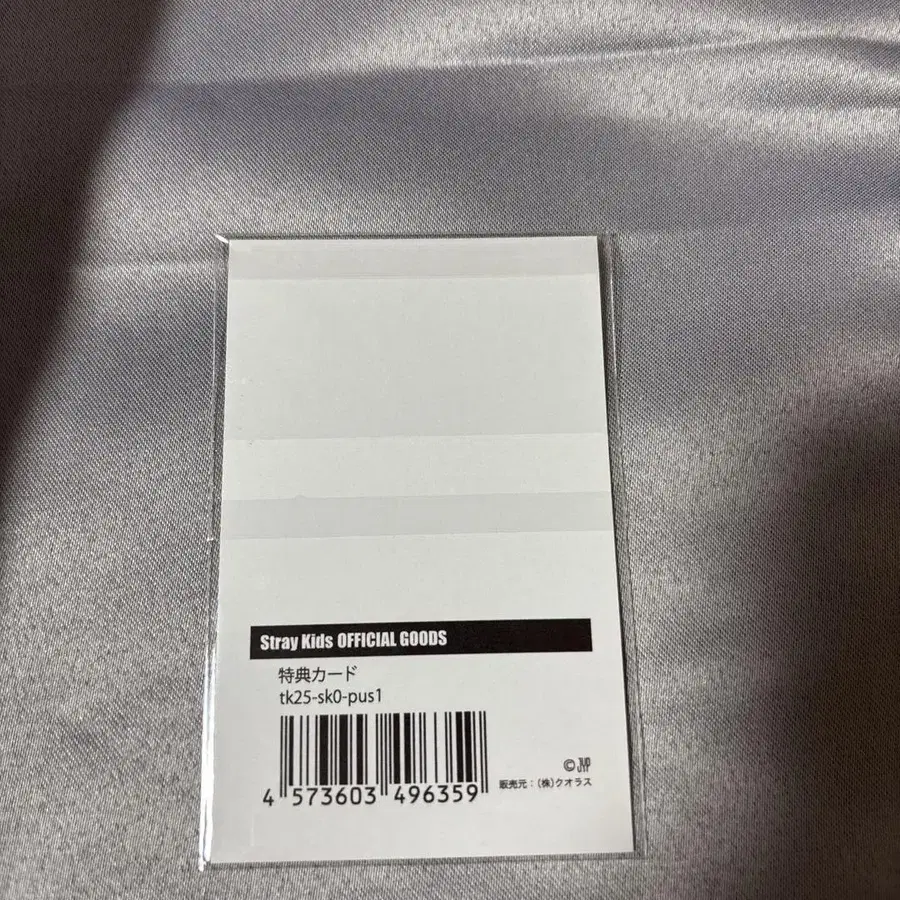 Stray Kids OFFICIAL GOODS
特典カード
tk25-sk0-pus1
© JYP
販売元：(株)クオラス
4 573603 496359